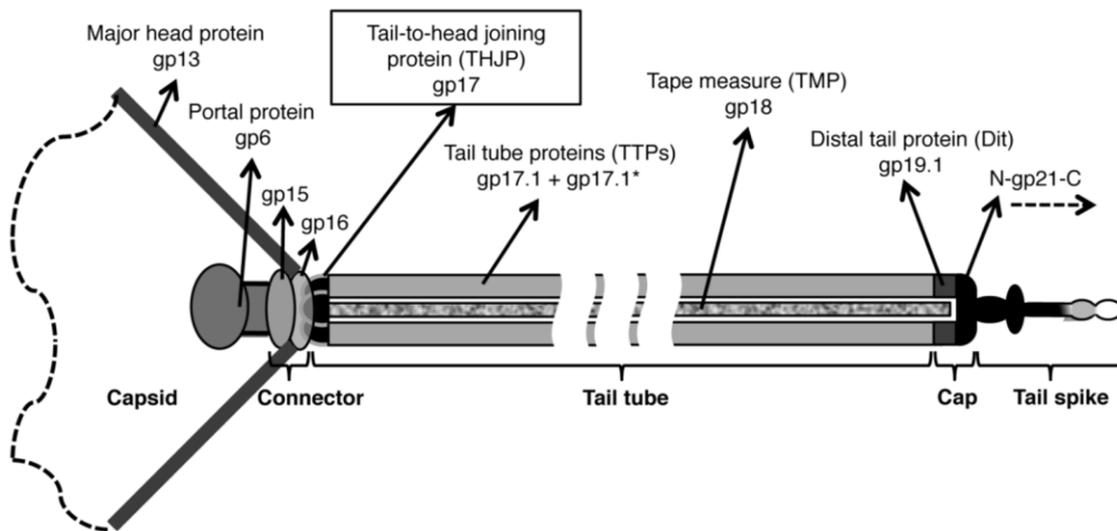 Major head protein
gp13
Tail-to-head joining
protein (THJP)
gp17
Portal protein
gp6
Tape measure (TMP)
gp18
Tail tube proteins (TTPs)
gp17.1 + gp17.1*
Distal tail protein (Dit)
gp19.1
N-gp21-C
gp15
gp16
Capsid
Connector
Tail tube
Cap
Tail spike